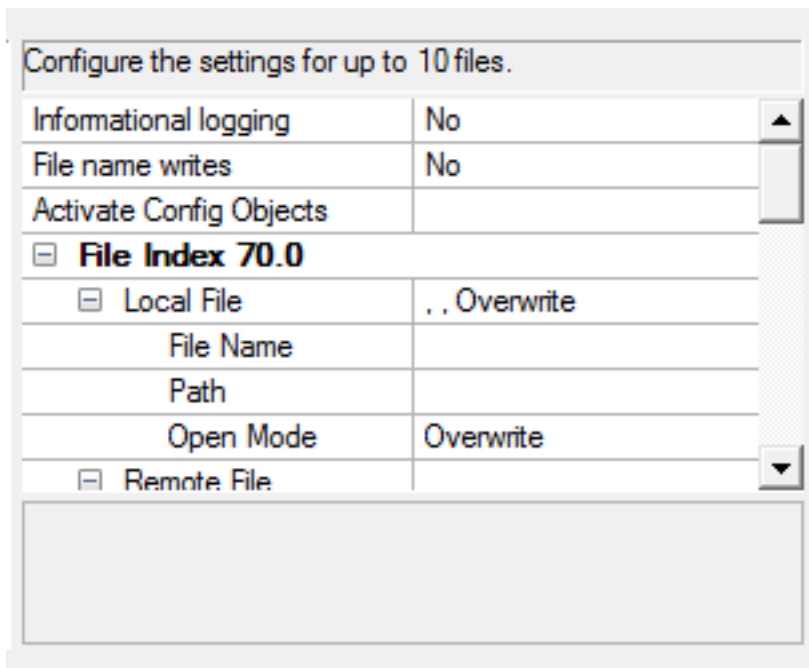 Configure the settings for up to 10 files.
Informational logging No
File name writes No
Activate Config Objects
File Index 70.0
Local File , , Overwrite
File Name
Path
Open Mode Overwrite
Remote File